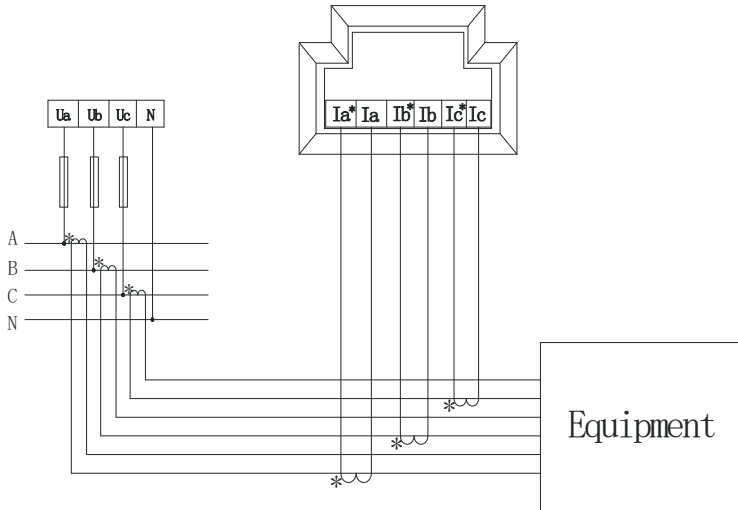 Ua Ub Uc N
Ia* Ia Ib* Ib Ic* Ic
A *
B *
C *
N
* 
*
*
Equipment